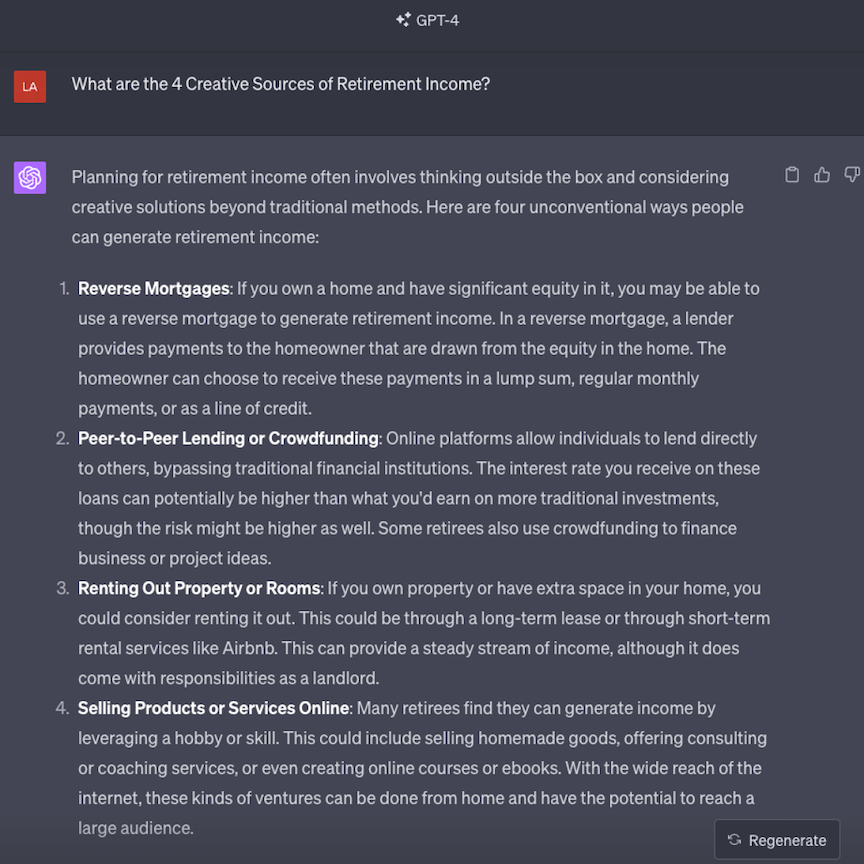 GPT-4
LA
What are the 4 Creative Sources of Retirement Income?
Planning for retirement income often involves thinking outside the box and considering
creative solutions beyond traditional methods. Here are four unconventional ways people
can generate retirement income:
1. Reverse Mortgages: If you own a home and have significant equity in it, you may be able to
use a reverse mortgage to generate retirement income. In a reverse mortgage, a lender
provides payments to the homeowner that are drawn from the equity in the home. The
homeowner can choose to receive these payments in a lump sum, regular monthly
payments, or as a line of credit.
2. Peer-to-Peer Lending or Crowdfunding: Online platforms allow individuals to lend directly
to others, bypassing traditional financial institutions. The interest rate you receive on these
loans can potentially be higher than what you'd earn on more traditional investments,
though the risk might be higher as well. Some retirees also use crowdfunding to finance
business or project ideas.
3. Renting Out Property or Rooms: If you own property or have extra space in your home, you
could consider renting it out. This could be through a long-term lease or through short-term
rental services like Airbnb. This can provide a steady stream of income, although it does
come with responsibilities as a landlord.
4. Selling Products or Services Online: Many retirees find they can generate income by
leveraging a hobby or skill. This could include selling homemade goods, offering consulting
or coaching services, or even creating online courses or ebooks. With the wide reach of the
internet, these kinds of ventures can be done from home and have the potential to reach a
large audience.
Regenerate